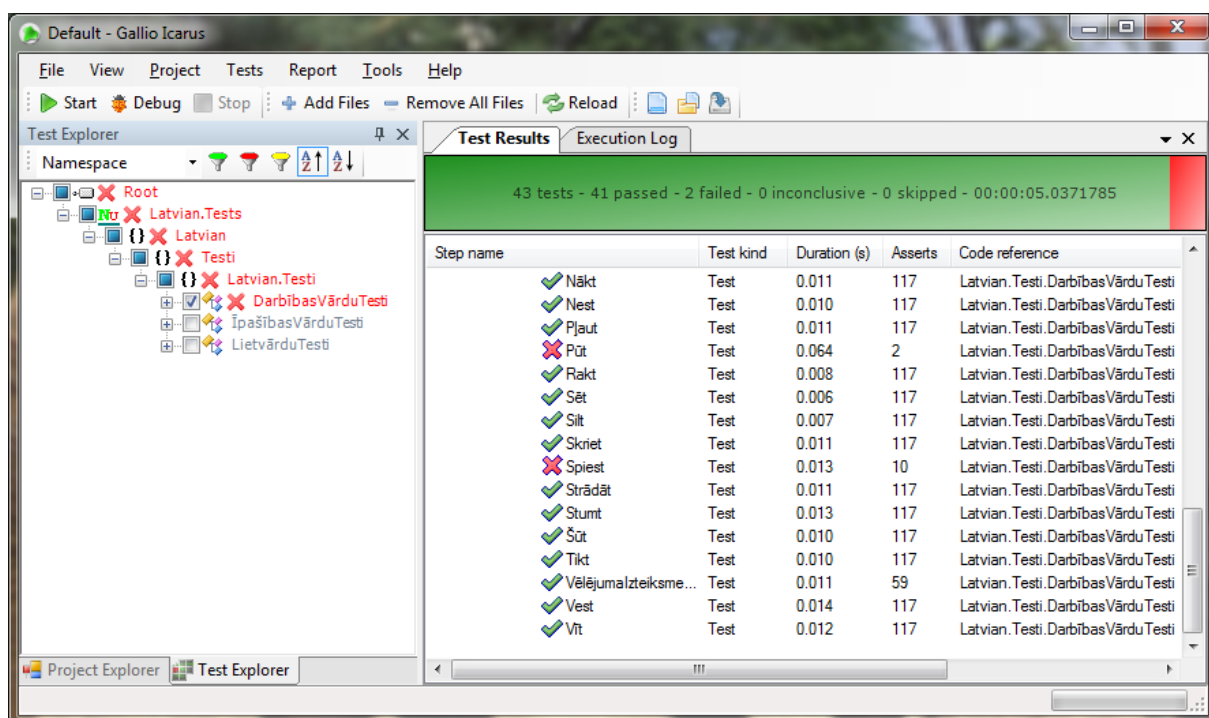 Default - Gallio Icarus
File View Project Tests Report Tools Help
Start Debug Stop Add Files Remove All Files Reload
Test Explorer
Namespace
Root
Nu Latvian.Tests
{} Latvian
{} Testi
{} Latvian.Testi
DarbībasVārduTesti
ĪpašībasVārduTesti
LietvārduTesti
Project Explorer Test Explorer
Test Results Execution Log
43 tests - 41 passed - 2 failed - 0 inconclusive - 0 skipped - 00:00:05.0371785
Step name Test kind Duration (s) Asserts Code reference
Nākt Test 0.011 117 Latvian.Testi.DarbībasVārduTesti
Nest Test 0.010 117 Latvian.Testi.DarbībasVārduTesti
Pļaut Test 0.011 117 Latvian.Testi.DarbībasVārduTesti
Pūt Test 0.064 2 Latvian.Testi.DarbībasVārduTesti
Rakt Test 0.008 117 Latvian.Testi.DarbībasVārduTesti
Sēt Test 0.006 117 Latvian.Testi.DarbībasVārduTesti
Silt Test 0.007 117 Latvian.Testi.DarbībasVārduTesti
Skriet Test 0.011 117 Latvian.Testi.DarbībasVārduTesti
Spiest Test 0.013 10 Latvian.Testi.DarbībasVārduTesti
Strādāt Test 0.011 117 Latvian.Testi.DarbībasVārduTesti
Stumt Test 0.013 117 Latvian.Testi.DarbībasVārduTesti
Šūt Test 0.010 117 Latvian.Testi.DarbībasVārduTesti
Tikt Test 0.010 117 Latvian.Testi.DarbībasVārduTesti
VēlējumaIzteiksme... Test 0.011 59 Latvian.Testi.DarbībasVārduTesti
Vest Test 0.014 117 Latvian.Testi.DarbībasVārduTesti
Vīt Test 0.012 117 Latvian.Testi.DarbībasVārduTesti